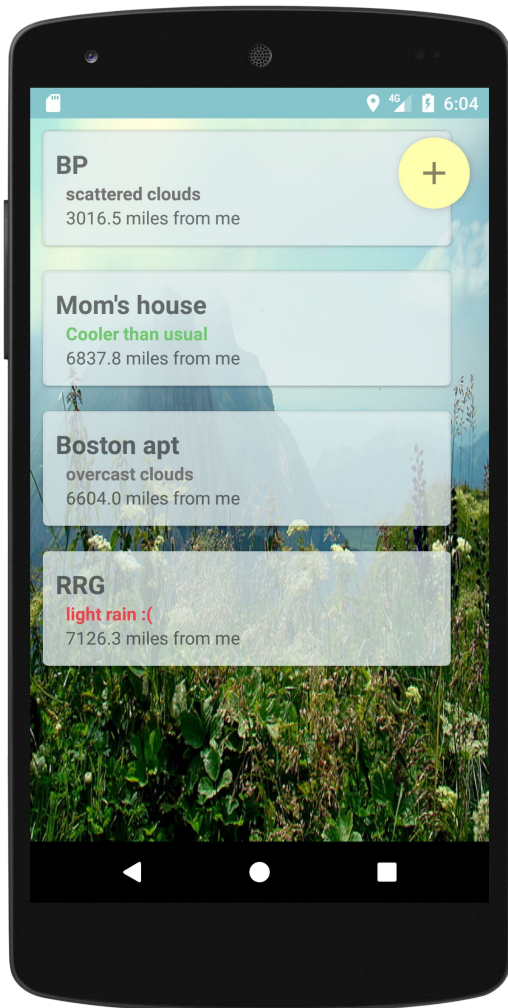 4G 6:04
BP
+
scattered clouds
3016.5 miles from me
Mom's house
Cooler than usual
6837.8 miles from me
Boston apt
overcast clouds
6604.0 miles from me
RRG
light rain :(
7126.3 miles from me